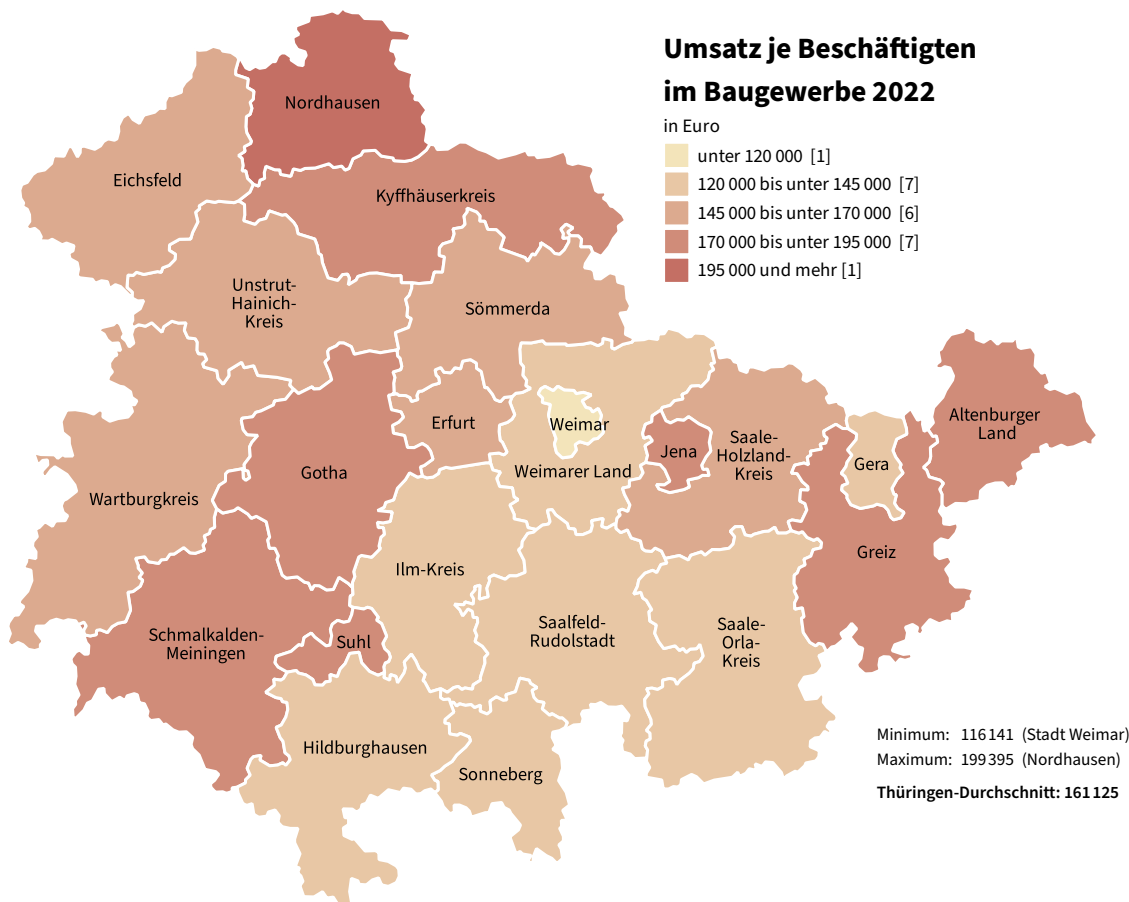 Umsatz je Beschäftigten
im Baugewerbe 2022
in Euro
unter 120 000 [1]
120 000 bis unter 145 000 [7]
145 000 bis unter 170 000 [6]
170 000 bis unter 195 000 [7]
195 000 und mehr [1]
Nordhausen
Eichsfeld
Kyffhäuserkreis
Unstrut-
Hainich-
Kreis
Sömmerda
Altenburger
Land
Erfurt
Weimar
Jena
Saale-
Holzland-
Kreis
Gera
Gotha
Weimarer Land
Wartburgkreis
Greiz
Ilm-Kreis
Schmalkalden-
Meiningen
Suhl
Saalfeld-
Rudolstadt
Saale-
Orla-
Kreis
Hildburghausen
Sonneberg
Minimum: 116 141 (Stadt Weimar)
Maximum: 199 395 (Nordhausen)
Thüringen-Durchschnitt: 161 125